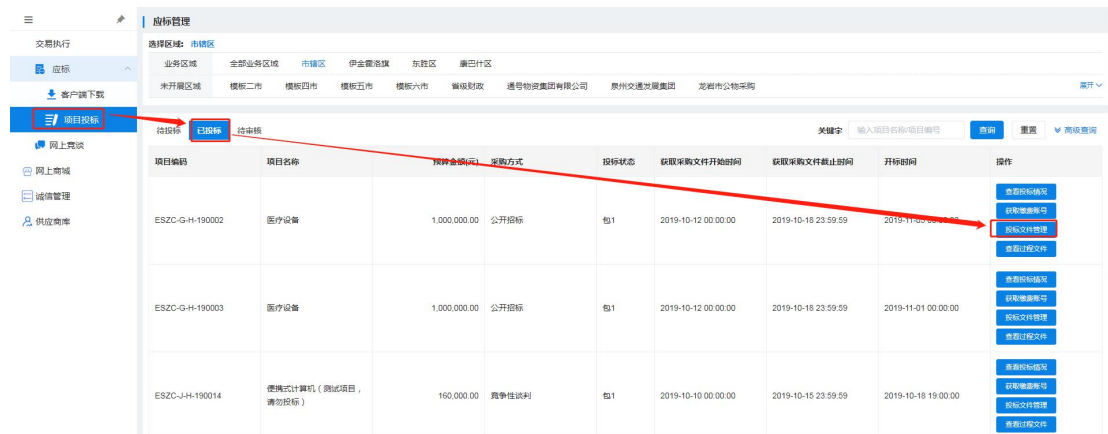 应标管理
交易执行
应标
客户端下载
项目投标
网上竞谈
网上商城
诚信管理
供应商库
选择区域: 市辖区
业务区域 全部业务区域 市辖区 伊金霍洛旗 东胜区 康巴什区
未开展区域 模板二市 模板四市 模板五市 模板六市 省级财政 通号物资集团有限公司 泉州交通发展集团 龙岩市公物采购 展开
待投标 已投标 待审核 关键字 输入项目名称/项目编号 查询 重置 高级查询
项目编码 项目名称 预算金额(元) 采购方式 投标状态 获取采购文件开始时间 获取采购文件截止时间 开标时间 操作
ESZC-G-H-190002 医疗设备 1,000,000.00 公开招标 包1 2019-10-12 00:00:00 2019-10-18 23:59:59
查看投标情况
获取缴费账号
投标文件管理
查看过程文件
ESZC-G-H-190003 医疗设备 1,000,000.00 公开招标 包1 2019-10-12 00:00:00 2019-10-18 23:59:59 2019-11-01 00:00:00
查看投标情况
获取缴费账号
投标文件管理
查看过程文件
ESZC-J-H-190014 便携式计算机（测试项目，
请勿投标） 160,000.00 竞争性谈判 包1 2019-10-10 00:00:00 2019-10-15 23:59:59 2019-10-18 19:00:00
查看投标情况
获取缴费账号
投标文件管理
查看过程文件